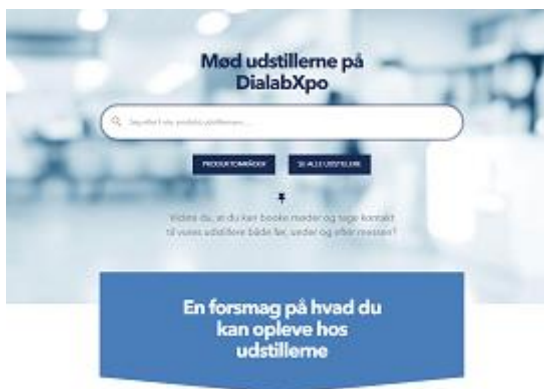 Mød udstillerne på
DialabXpo
PRODUKTOMRÅDER
SE ALLE UDSTILLERE
Vidste du, at du kan booke møder og tage kontakt
til vores udstillere både før, under og efter messen?
En forsmag på hvad du
kan opleve hos
udstillerne